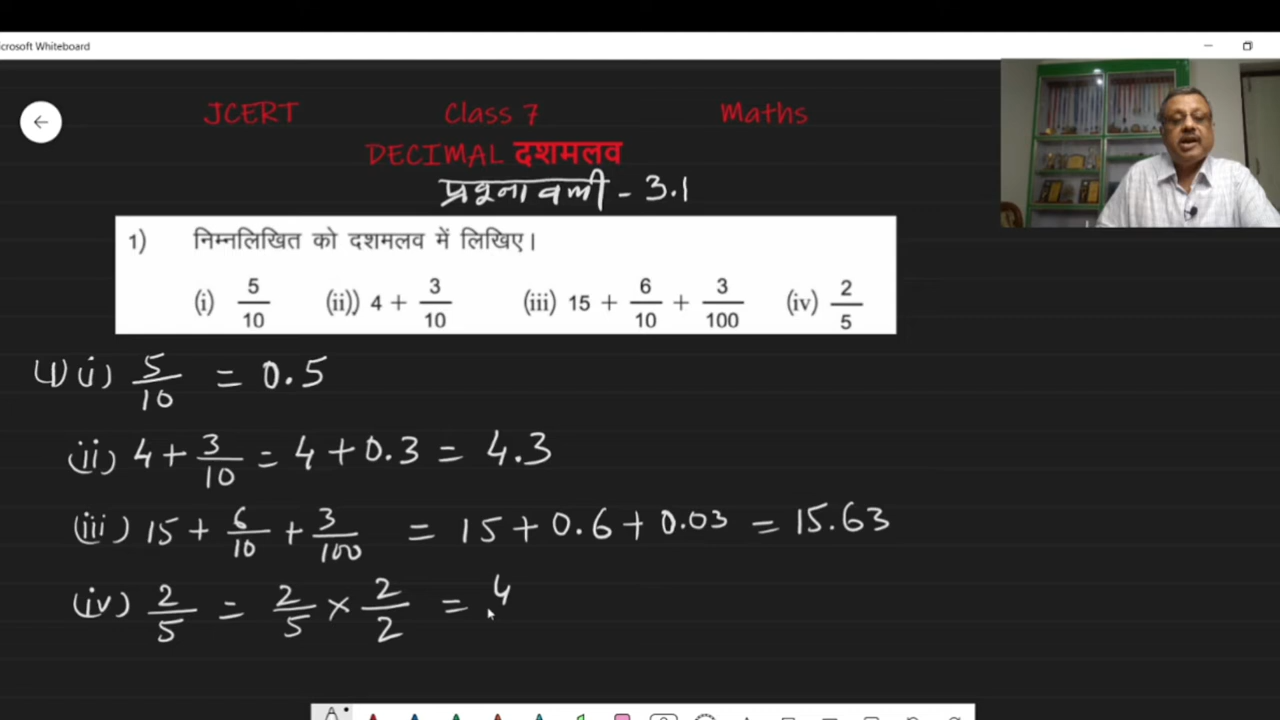 crosoft Whiteboard
JCERT Class 7 Maths
DECIMAL दशमलव
प्रश्नावली - 3.1
1) निम्नलिखित को दशमलव में लिखिए।
(i) 5/10 (ii)) 4 + 3/10 (iii) 15 + 6/10 + 3/100 (iv) 2/5
(1) (i) 5/10 = 0.5
(ii) 4 + 3/10 = 4 + 0.3 = 4.3
(iii) 15 + 6/10 + 3/100 = 15 + 0.6 + 0.03 = 15.63
(iv) 2/5 = 2/5 × 2/2 = 4